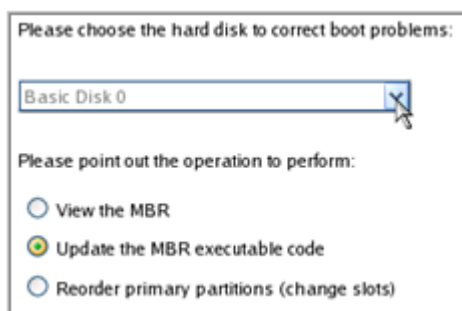 Please choose the hard disk to correct boot problems:
Basic Disk 0
Please point out the operation to perform:
View the MBR
Update the MBR executable code
Reorder primary partitions (change slots)